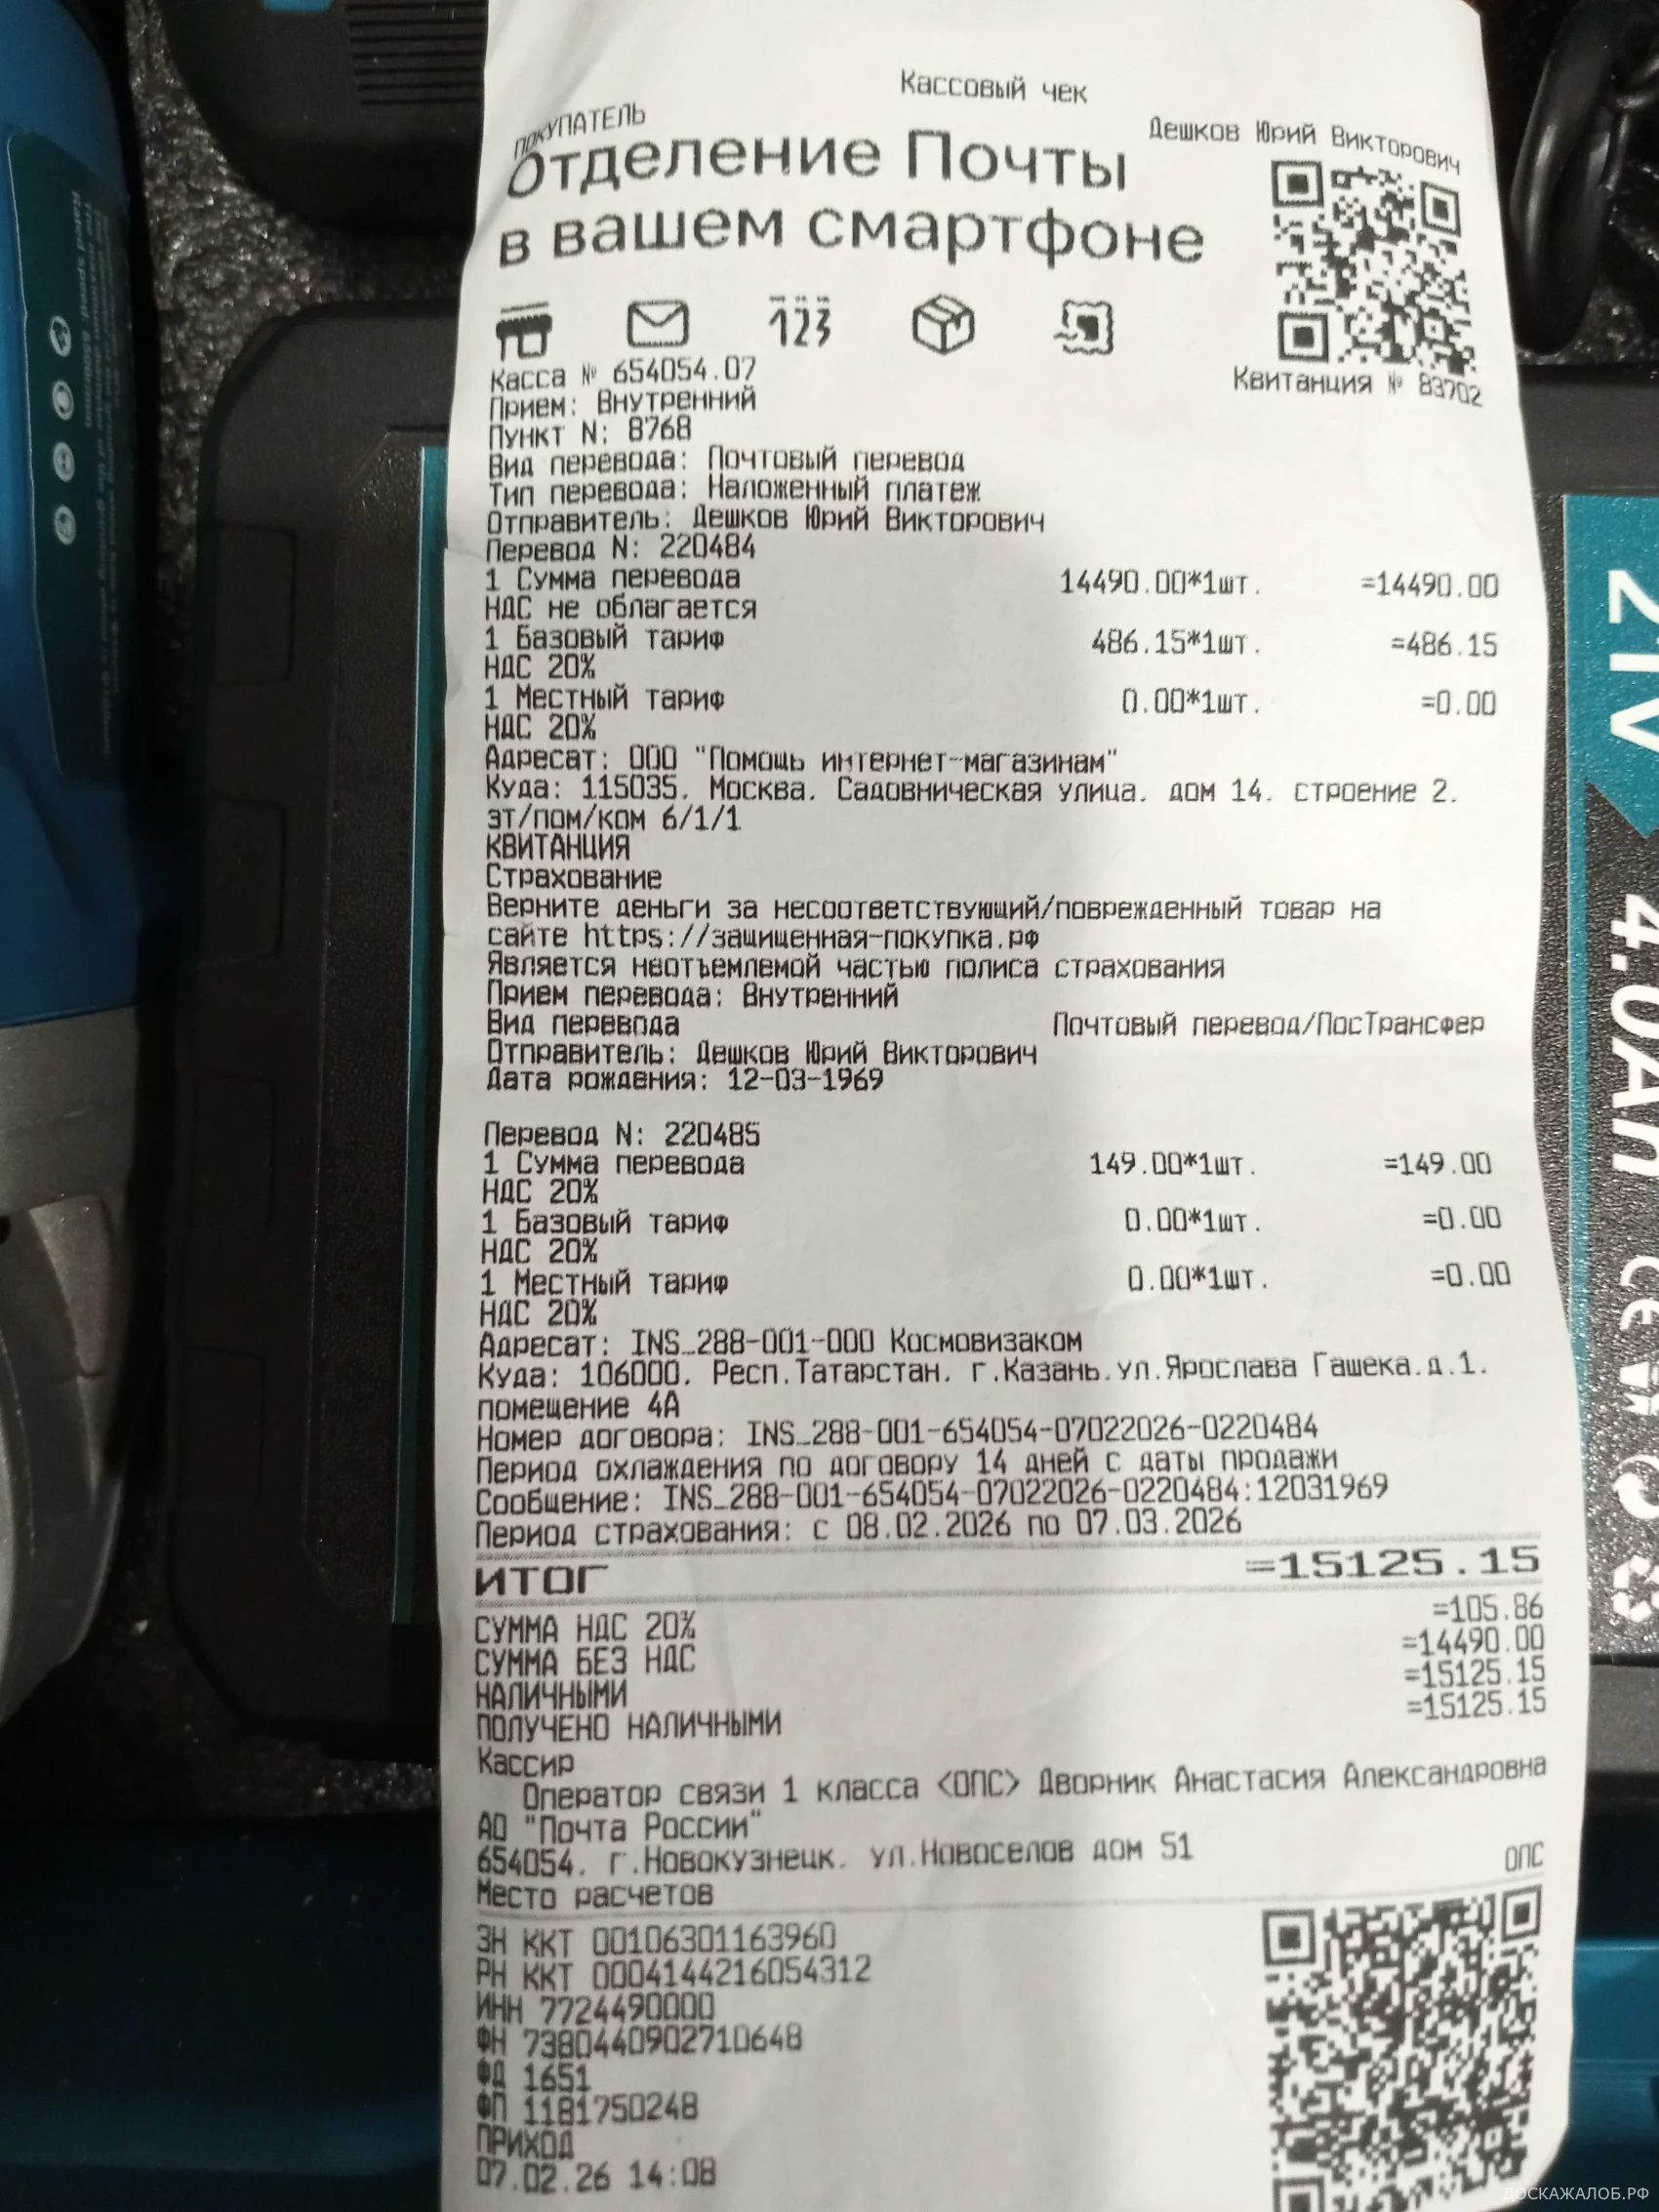 Кассовый чек
ПОКУПАТЕЛЬ
Дешков Юрий Викторович
Отделение Почты
в вашем смартфоне
123
Касса № 654054.07
Квитанция № 83702
Прием: Внутренний
Пункт N: 8768
Вид перевода: Почтовый перевод
Тип перевода: Наложенный платеж
Отправитель: Дешков Юрий Викторович
Перевод N: 220484
1 Сумма перевода 14490.00*1шт. =14490.00
НДС не облагается
1 Базовый тариф 486.15*1шт. =486.15
НДС 20%
1 Местный тариф 0.00*1шт. =0.00
НДС 20%
Адресат: ООО "Помощь интернет-магазинам"
Куда: 115035, Москва, Садовническая улица, дом 14, строение 2,
эт/пом/ком 6/1/1
КВИТАНЦИЯ
Страхование
Верните деньги за несоответствующий/поврежденный товар на
сайте https://защищенная-покупка.рф
Является неотъемлемой частью полиса страхования
Прием перевода: Внутренний
Вид перевода Почтовый перевод/ПосТрансфер
Отправитель: Дешков Юрий Викторович
Дата рождения: 12-03-1969
Перевод N: 220485
1 Сумма перевода 149.00*1шт. =149.00
НДС 20%
1 Базовый тариф 0.00*1шт. =0.00
НДС 20%
1 Местный тариф 0.00*1шт. =0.00
НДС 20%
Адресат: INS_288-001-000 Космовизаком
Куда: 106000, Респ.Татарстан, г.Казань,ул.Ярослава Гашека,д.1,
помещение 4А
Номер договора: INS_288-001-654054-07022026-0220484
Период охлаждения по договору 14 дней с даты продажи
Сообщение: INS_288-001-654054-07022026-0220484:12031969
Период страхования: с 08.02.2026 по 07.03.2026
ИТОГ =15125.15
СУММА НДС 20% =105.86
СУММА БЕЗ НДС =14490.00
НАЛИЧНЫМИ =15125.15
ПОЛУЧЕНО НАЛИЧНЫМИ =15125.15
Кассир
Оператор связи 1 класса <ОПС> Дворник Анастасия Александровна
АО "Почта России"
654054, г.Новокузнецк, ул.Новоселов дом 51
Место расчетов ОПС
ЗН ККТ 00106301163960
РН ККТ 0004144216054312
ИНН 7724490000
ФН 7380440902710648
ФД 1651
ФП 1181750248
ПРИХОД
07.02.26 14:08
21V
4.0Ah
CE
Rated speed: 8500r/min
ДОСКАЖАЛОБ.РФ